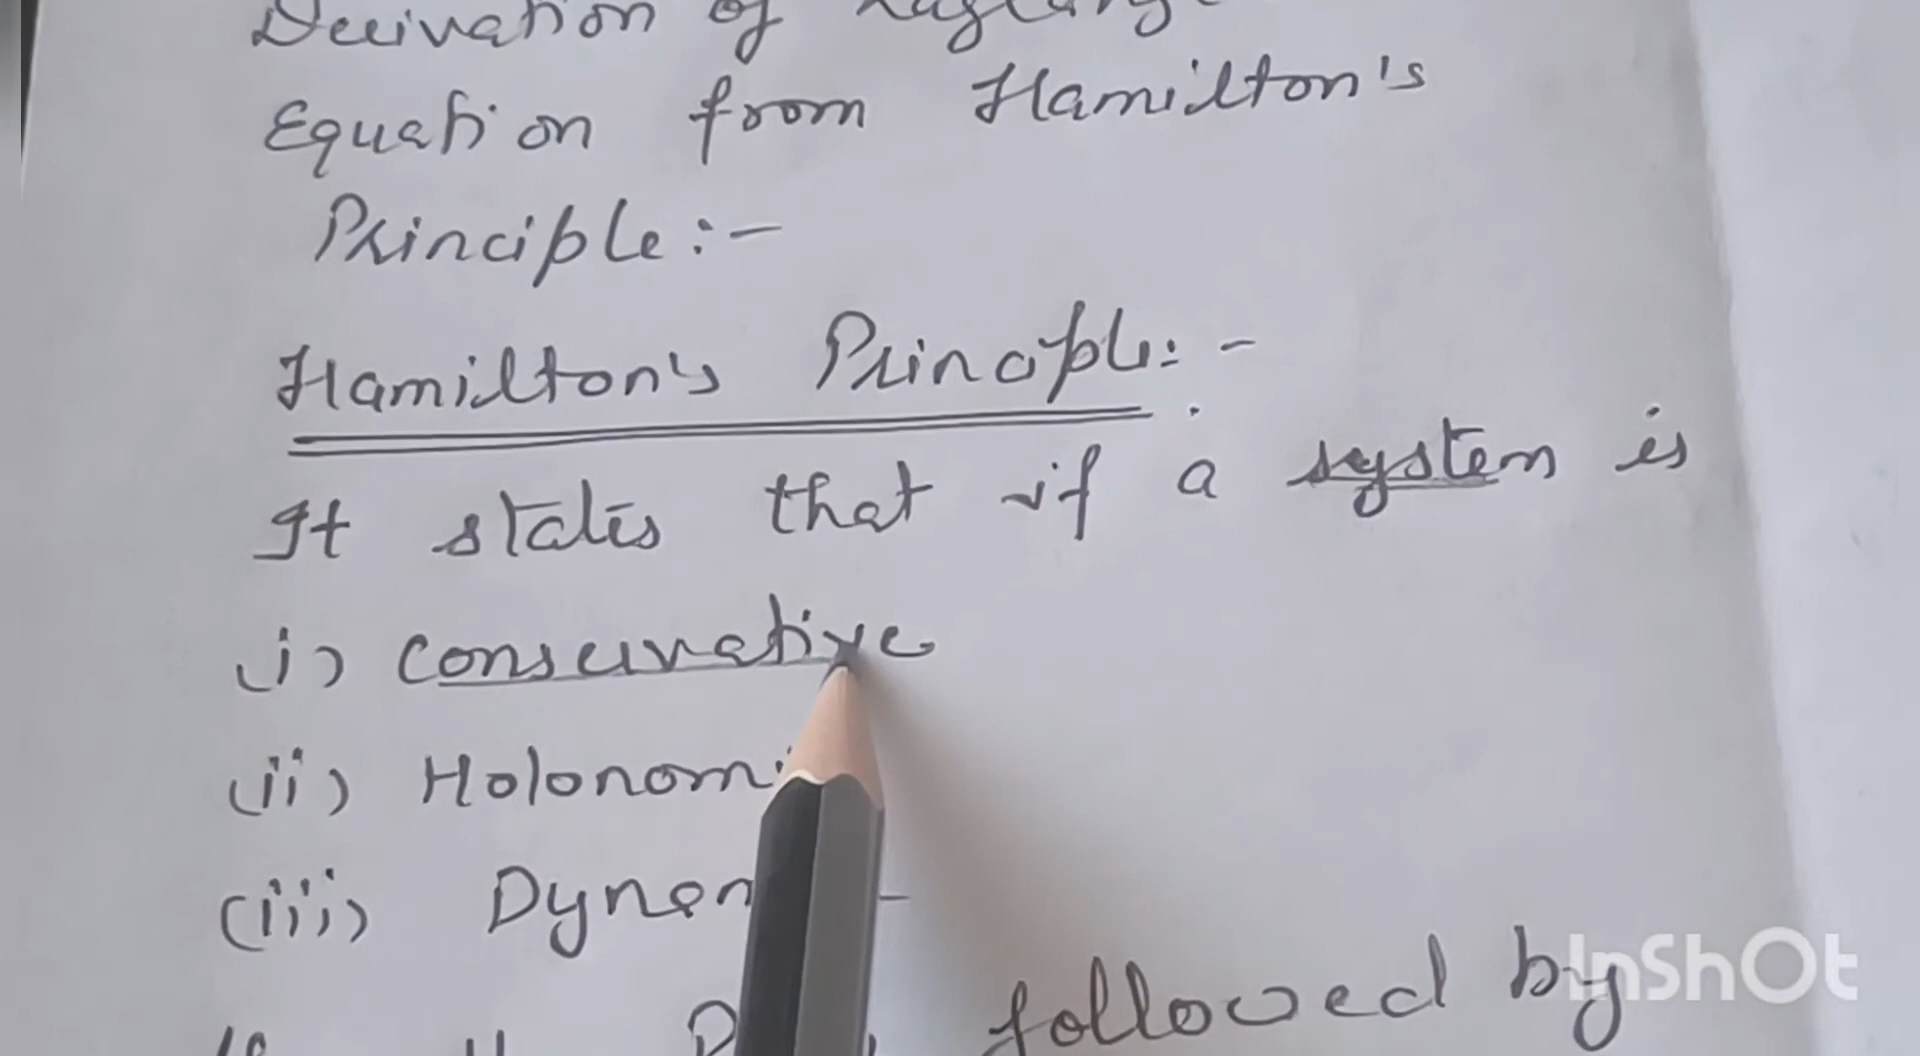 Derivation of
Equation from Hamilton's
Principle:-
Hamilton's Principle:-
It states that if a system is
(i) Conservative
(ii) Holonomi
(iii) Dynam
followed by
InShOt